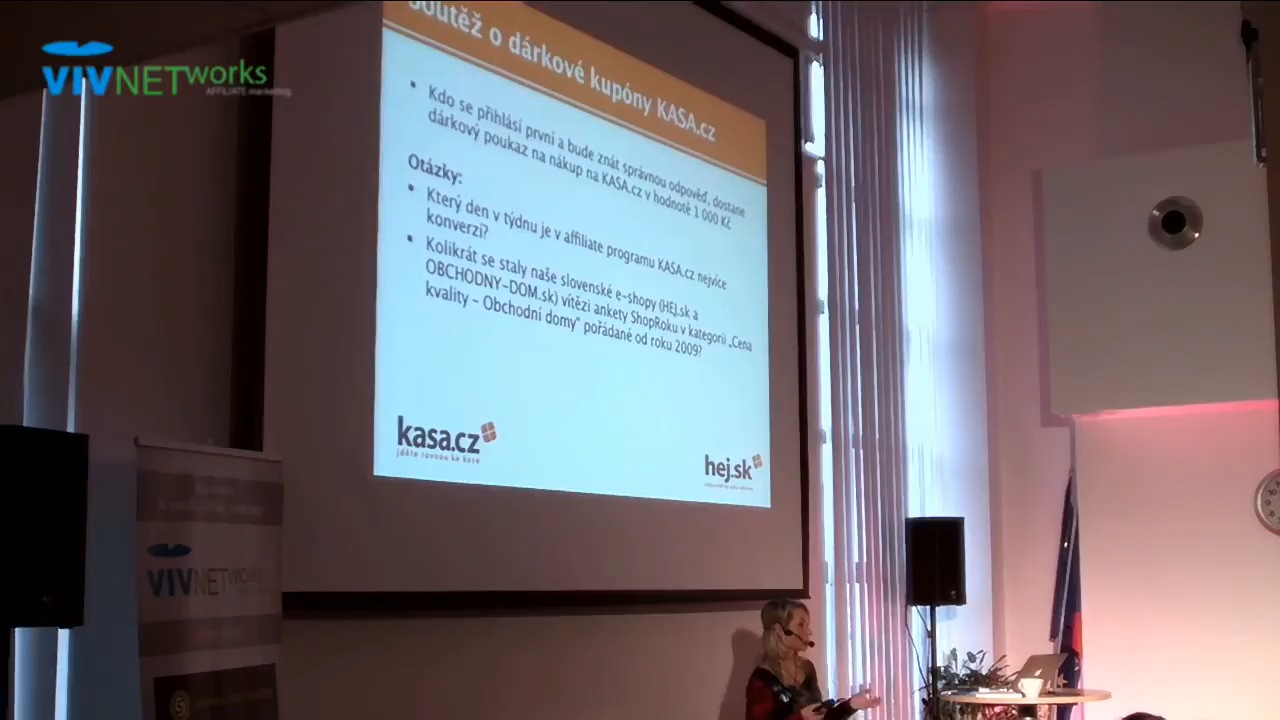 VIVNETworks
AFFILIATE marketing
Soutěž o dárkové kupóny KASA.cz
• Kdo se přihlásí první a bude znát správnou odpověď, dostane
dárkový poukaz na nákup na KASA.cz v hodnotě 1 000 Kč
Otázky:
• Který den v týdnu je v affiliate programu KASA.cz nejvíce
konverzí?
• Kolikrát se staly naše slovenské e-shopy (HEJ.sk a
OBCHODNY-DOM.sk) vítězi ankety ShopRoku v kategorii „Cena
kvality – Obchodní domy" pořádané od roku 2009?
kasa.cz
jděte rovnou ke kase
hej.sk
VIVNETworks